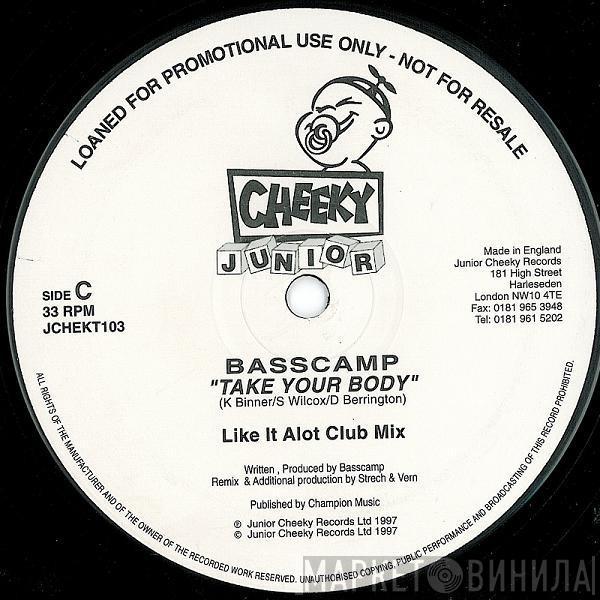 LOANED FOR PROMOTIONAL USE ONLY - NOT FOR RESALE
CHEEKY
JUNIOR
SIDE C
33 RPM
JCHEKT103
Made in England
Junior Cheeky Records
181 High Street
Harleseden
London NW10 4TE
Fax: 0181 965 3948
Tel: 0181 961 5202
BASSCAMP
"TAKE YOUR BODY"
(K Binner/S Wilcox/D Berrington)
Like It Alot Club Mix
Written , Produced by Basscamp
Remix & Additional production by Strech & Vern
Published by Champion Music
℗ Junior Cheeky Records Ltd 1997
© Junior Cheeky Records Ltd 1997
ALL RIGHTS OF THE MANUFACTURER AND OF THE OWNER OF THE RECORDED WORK RESERVED. UNAUTHORISED COPYING, PUBLIC PERFORMANCE AND BROADCASTING OF THIS RECORD PROHIBITED.
МАРКЕТ ВИНИЛА